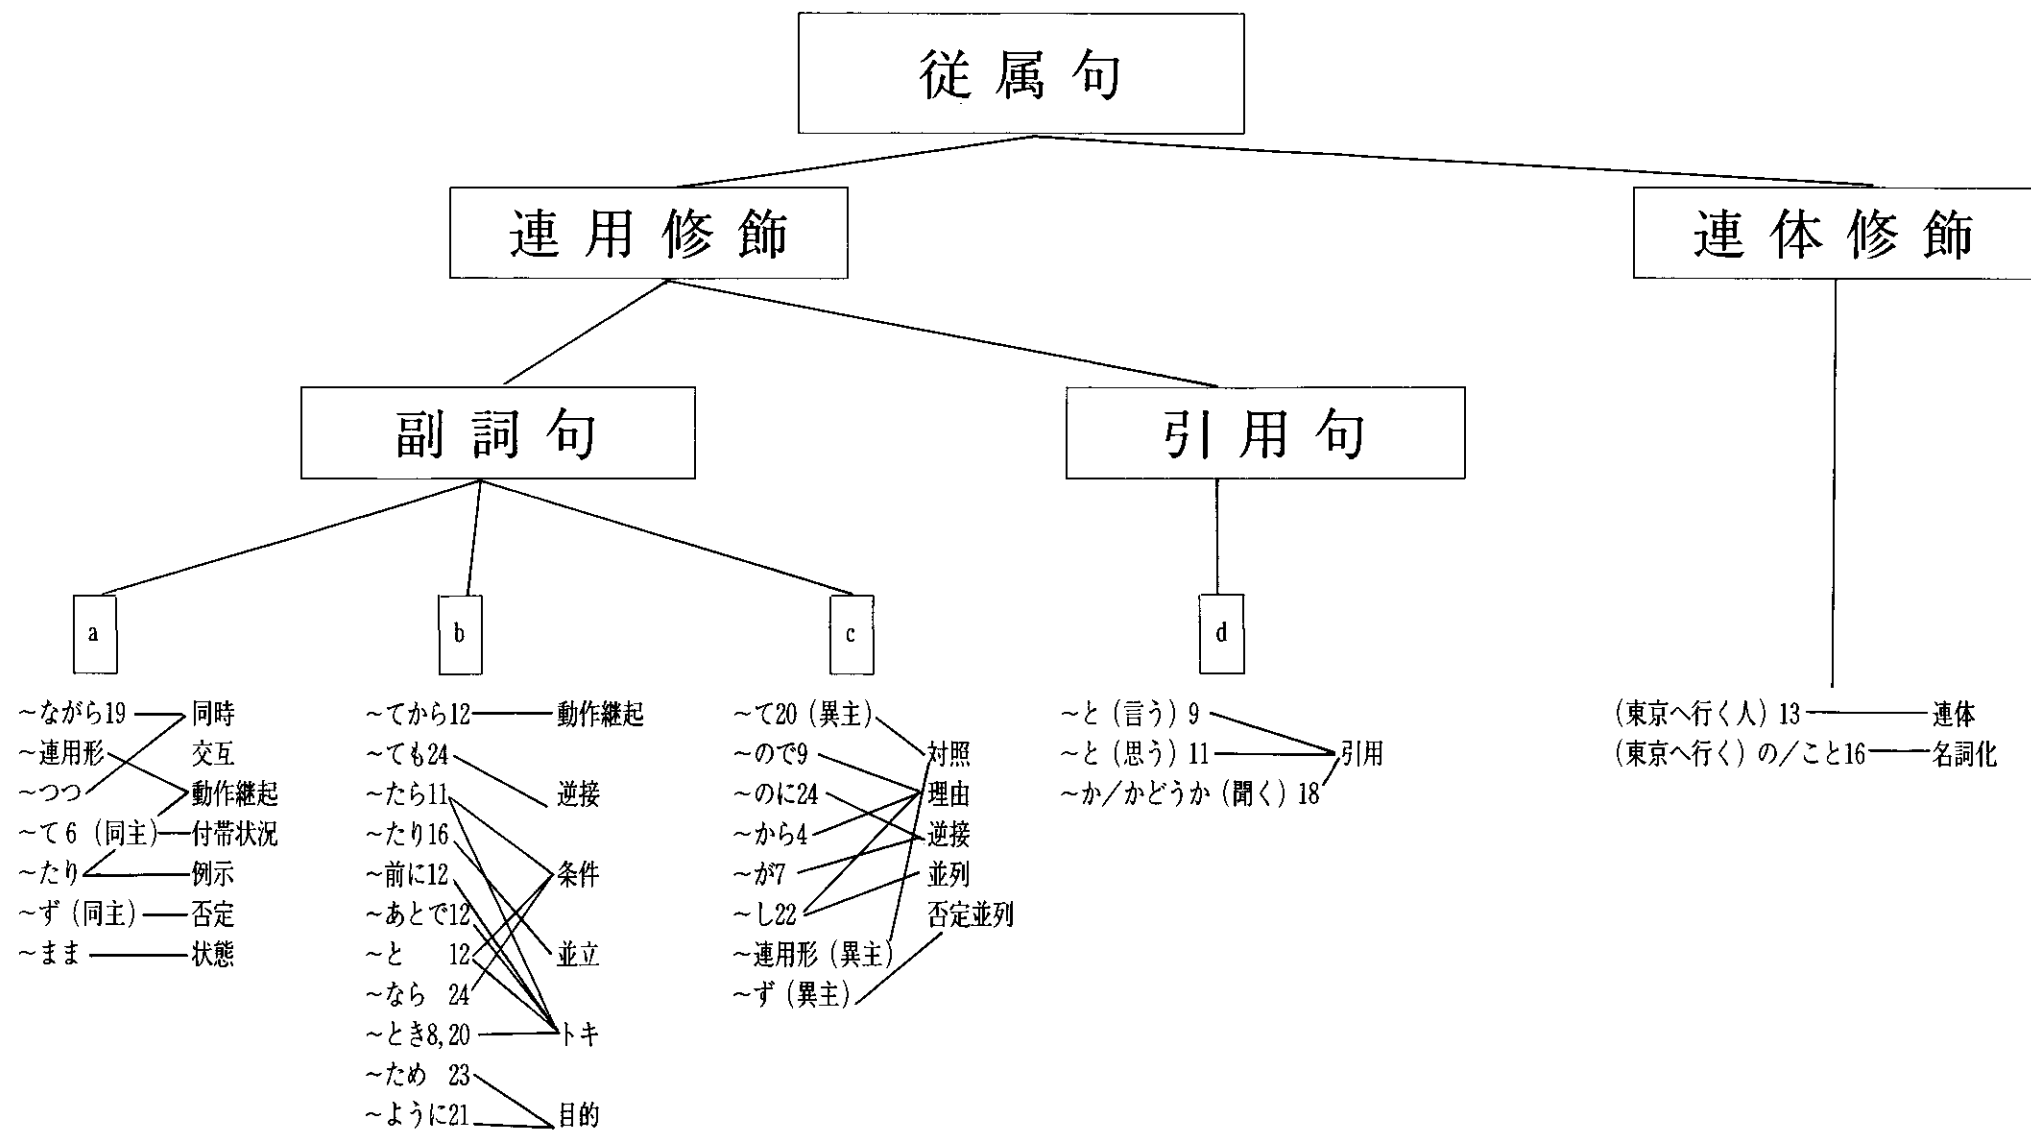 従属句
連用修飾
連体修飾
副詞句
引用句
a
b
c
d
~ながら19
~連用形
~つつ
~て6（同主）
~たり
~ず（同主）
~まま
同時
交互
動作継起
付帯状況
例示
否定
状態
~てから12
~ても24
~たら11
~たり16
~前に12
~あとで12
~と 12
~なら 24
~とき8,20
~ため 23
~ように21
動作継起
逆接
条件
並立
トキ
目的
~て20（異主）
~ので9
~のに24
~から4
~が7
~し22
~連用形（異主）
~ず（異主）
対照
理由
逆接
並列
否定並列
~と（言う）9
~と（思う）11
~か／かどうか（聞く）18
引用
（東京へ行く人）13
（東京へ行く）の／こと16
連体
名詞化